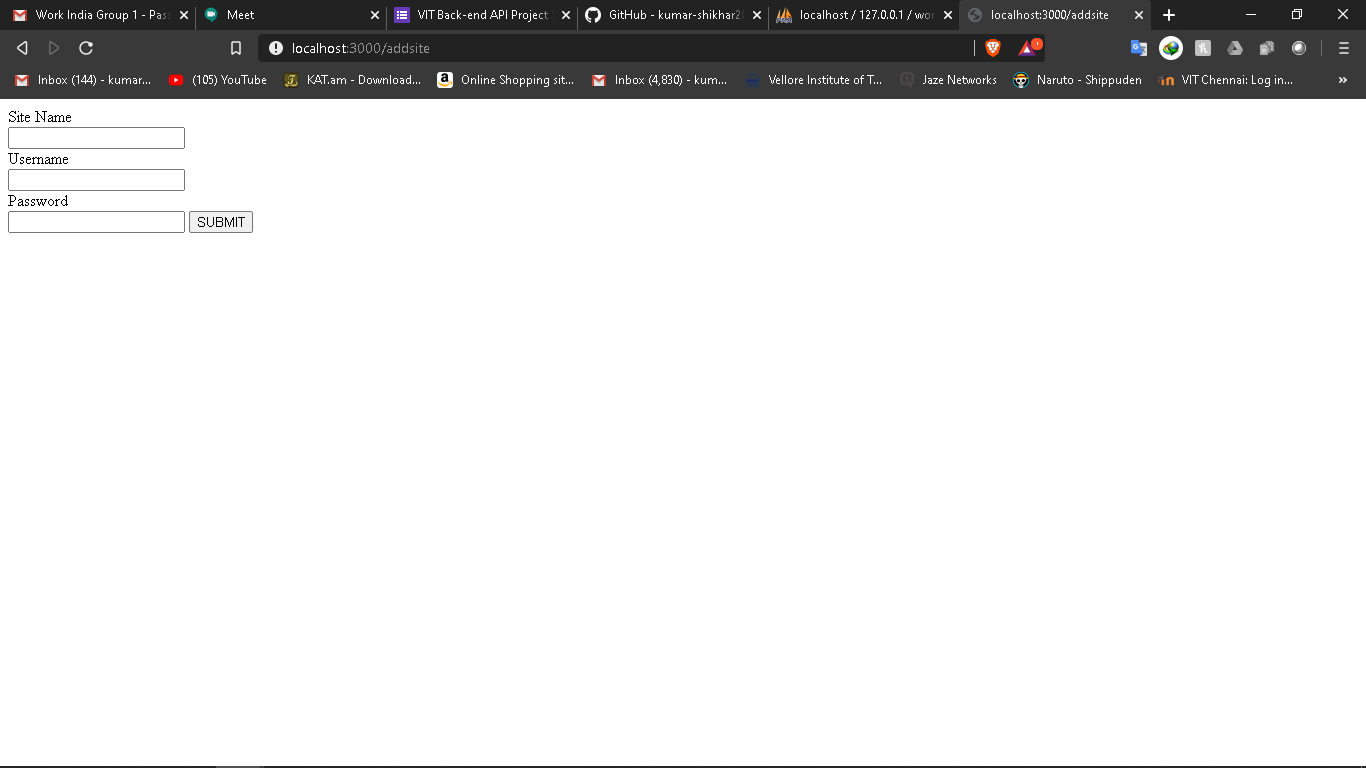 Work India Group 1 - Pas
Meet
VIT Back-end API Project
GitHub - kumar-shikhar2
localhost / 127.0.0.1 / wor
localhost:3000/addsite
localhost:3000/addsite
1
Inbox (144) - kumar...
(105) YouTube
KAT.am - Download...
Online Shopping sit...
Inbox (4,830) - kum...
Vellore Institute of T...
Jaze Networks
Naruto - Shippuden
VIT Chennai: Log in...
»
Site Name
Username
Password
SUBMIT